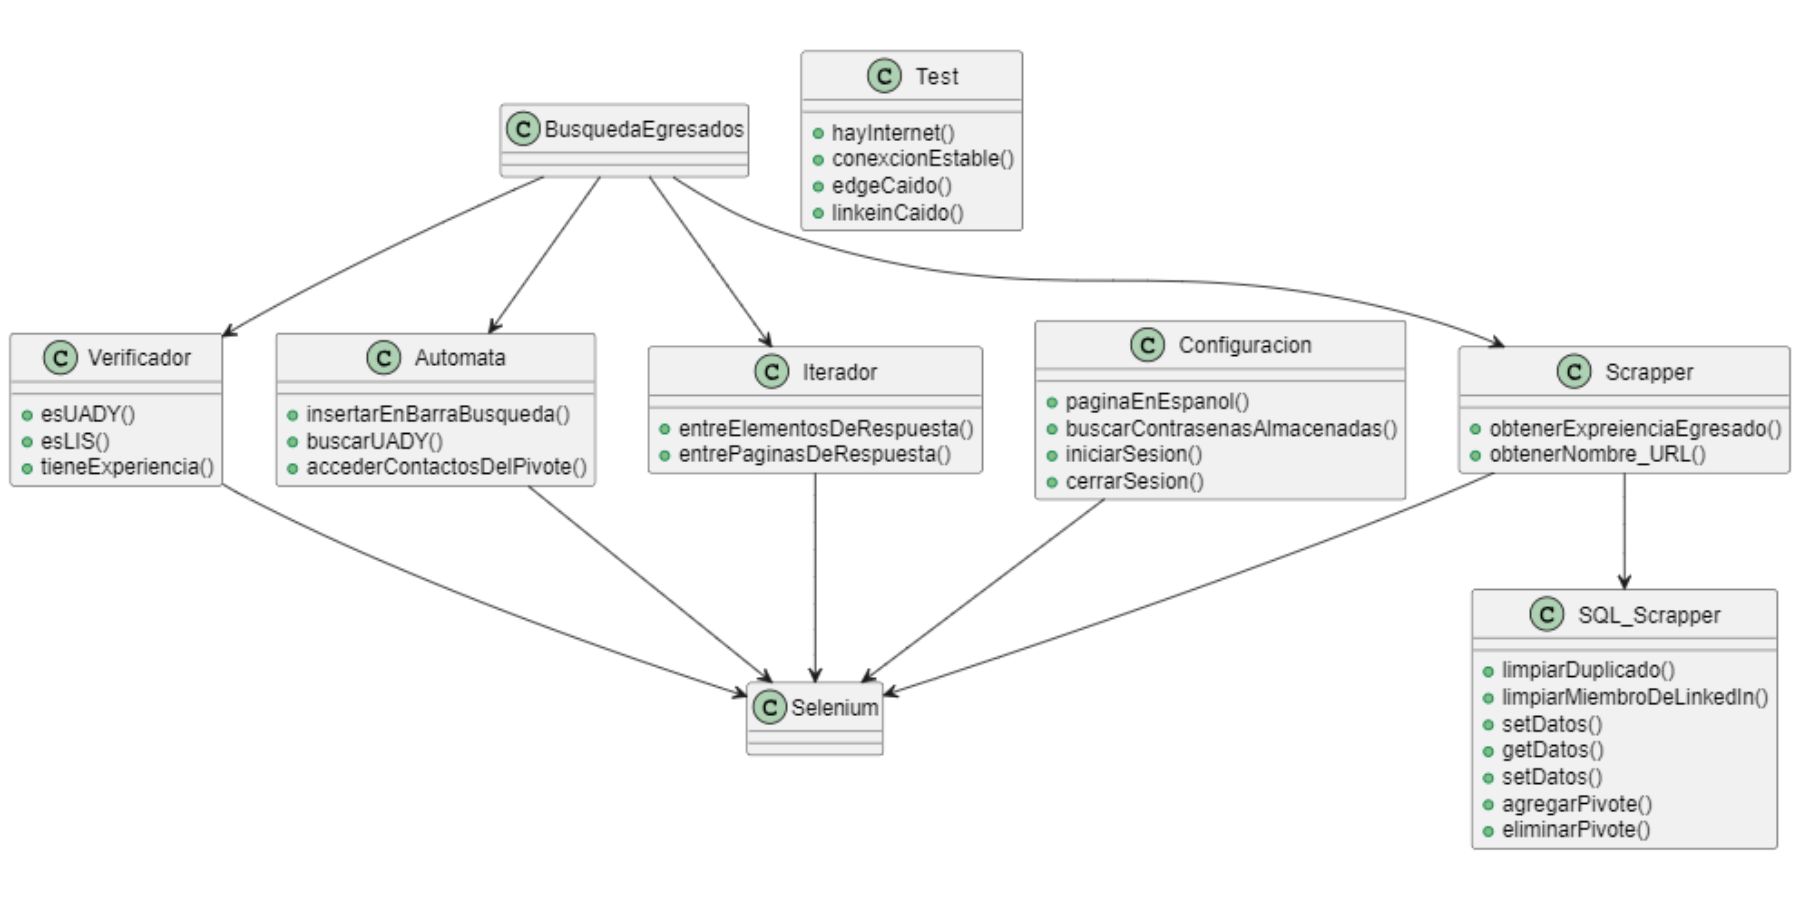 C Test
hayInternet()
conexcionEstable()
edgeCaido()
linkeinCaido()
C BusquedaEgresados
C Verificador
esUADY()
esLIS()
tieneExperiencia()
C Automata
insertarEnBarraBusqueda()
buscarUADY()
accederContactosDelPivote()
C Iterador
entreElementosDeRespuesta()
entrePaginasDeRespuesta()
C Configuracion
paginaEnEspanol()
buscarContrasenasAlmacenadas()
iniciarSesion()
cerrarSesion()
C Scrapper
obtenerExpreienciaEgresado()
obtenerNombre_URL()
C Selenium
C SQL_Scrapper
limpiarDuplicado()
limpiarMiembroDeLinkedIn()
setDatos()
getDatos()
setDatos()
agregarPivote()
eliminarPivote()